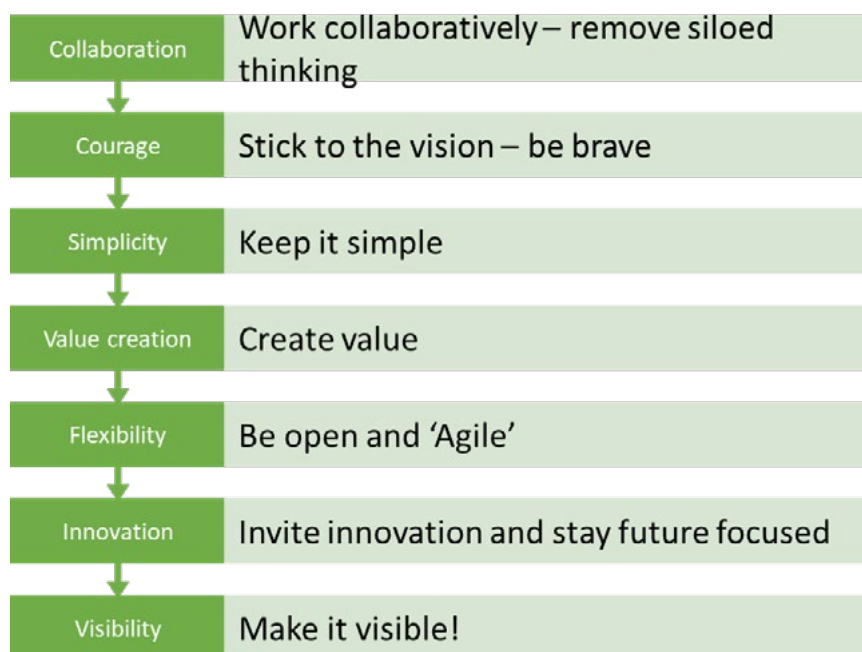 Collaboration
Work collaboratively – remove siloed
thinking
Courage
Stick to the vision – be brave
Simplicity
Keep it simple
Value creation
Create value
Flexibility
Be open and ‘Agile’
Innovation
Invite innovation and stay future focused
Visibility
Make it visible!